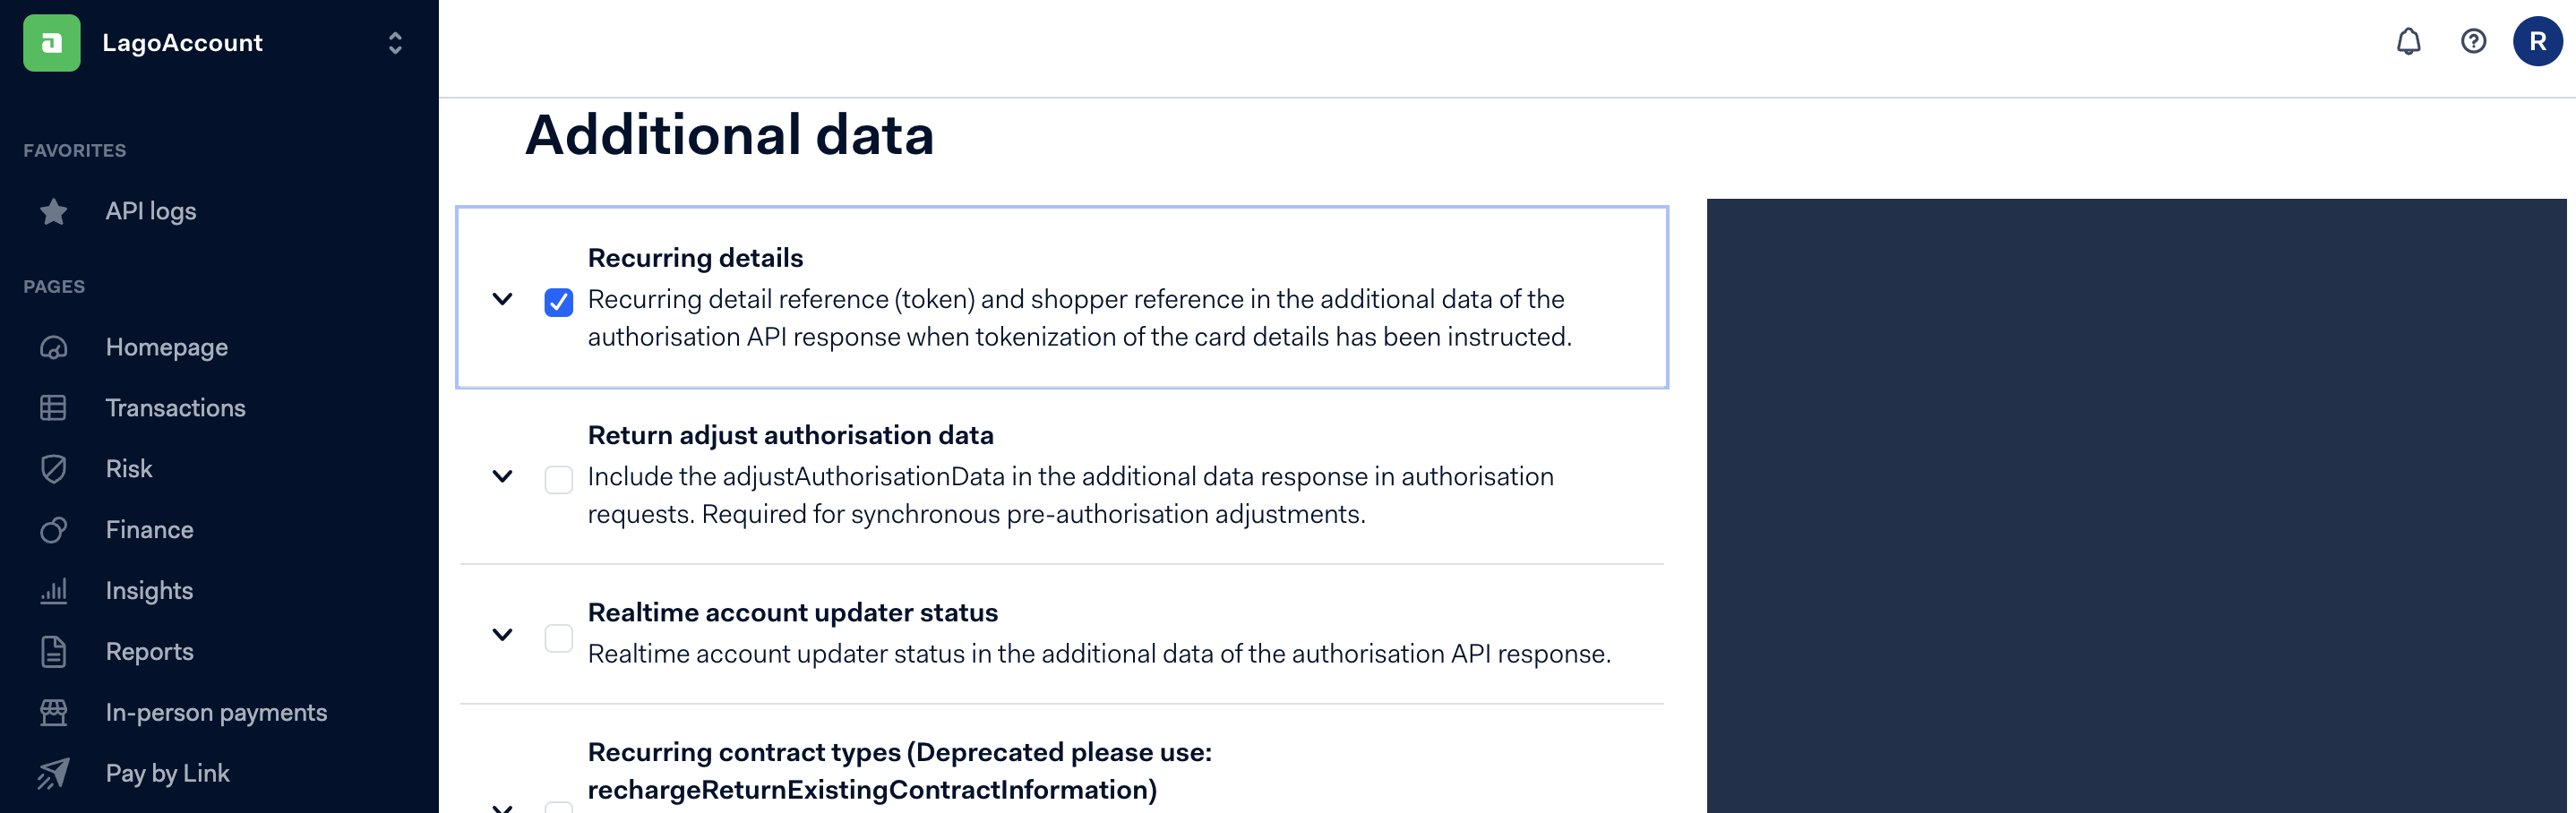 LagoAccount
R
FAVORITES
API logs
PAGES
Homepage
Transactions
Risk
Finance
Insights
Reports
In-person payments
Pay by Link
Additional data
Recurring details
Recurring detail reference (token) and shopper reference in the additional data of the
authorisation API response when tokenization of the card details has been instructed.
Return adjust authorisation data
Include the adjustAuthorisationData in the additional data response in authorisation
requests. Required for synchronous pre-authorisation adjustments.
Realtime account updater status
Realtime account updater status in the additional data of the authorisation API response.
Recurring contract types (Deprecated please use:
rechargeReturnExistingContractInformation)